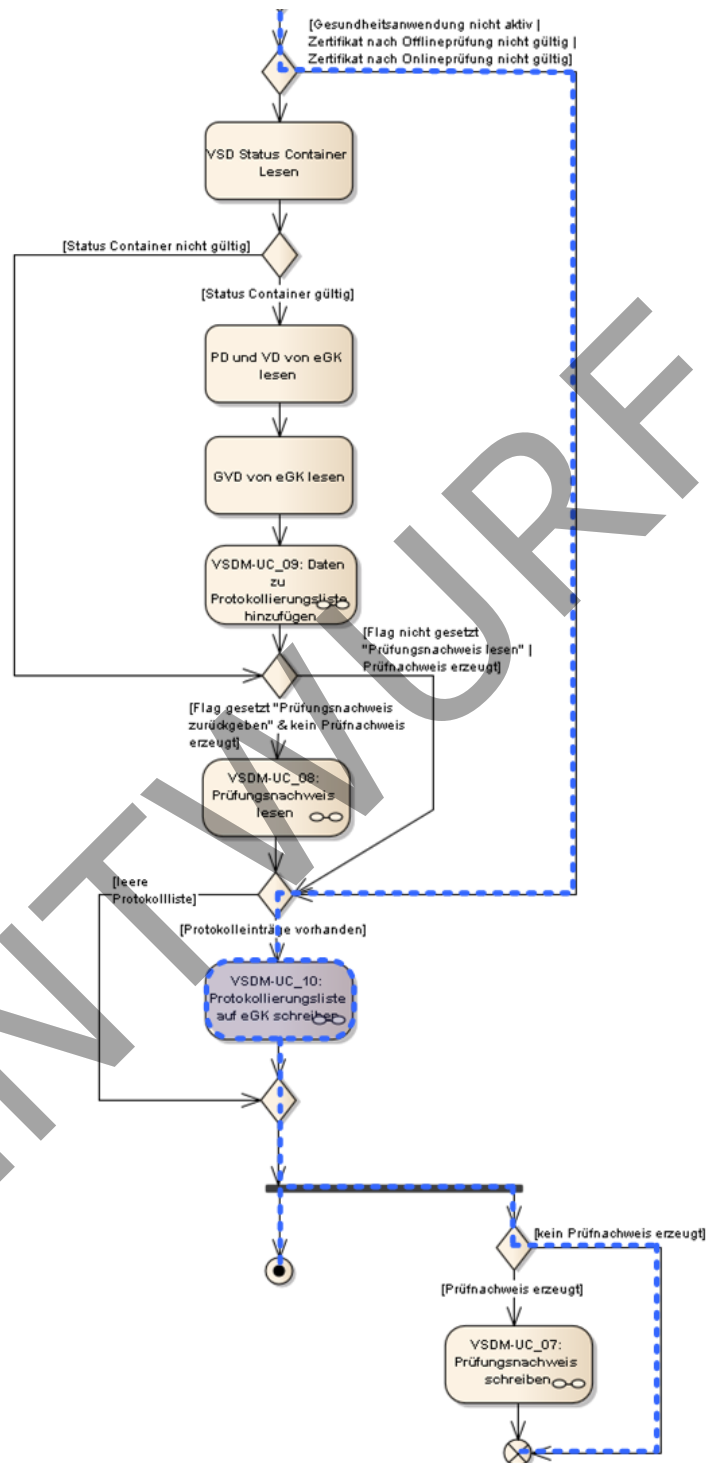 [Gesundheitsanwendung nicht aktiv |
Zertifikat nach Offlineprüfung nicht gültig |
Zertifikat nach Onlineprüfung nicht gültig]
VSD Status Container
Lesen
[Status Container nicht gültig]
[Status Container gültig]
PD und VD von eGK
lesen
GVD von eGK lesen
VSDM-UC_09: Daten
zu
Protokollierungsliste
hinzufügen
[Flag nicht gesetzt
"Prüfungsnachweis lesen" |
Prüfnachweis erzeugt]
[Flag gesetzt "Prüfungsnachweis
zurückgeben" & kein Prüfnachweis
erzeugt]
VSDM-UC_08:
Prüfungsnachweis
lesen
[leere
Protokollliste]
[Protokolleinträge vorhanden]
VSDM-UC_10:
Protokollierungsliste
auf eGK schreiben
[kein Prüfnachweis erzeugt]
[Prüfnachweis erzeugt]
VSDM-UC_07:
Prüfungsnachweis
schreiben
NTWURF